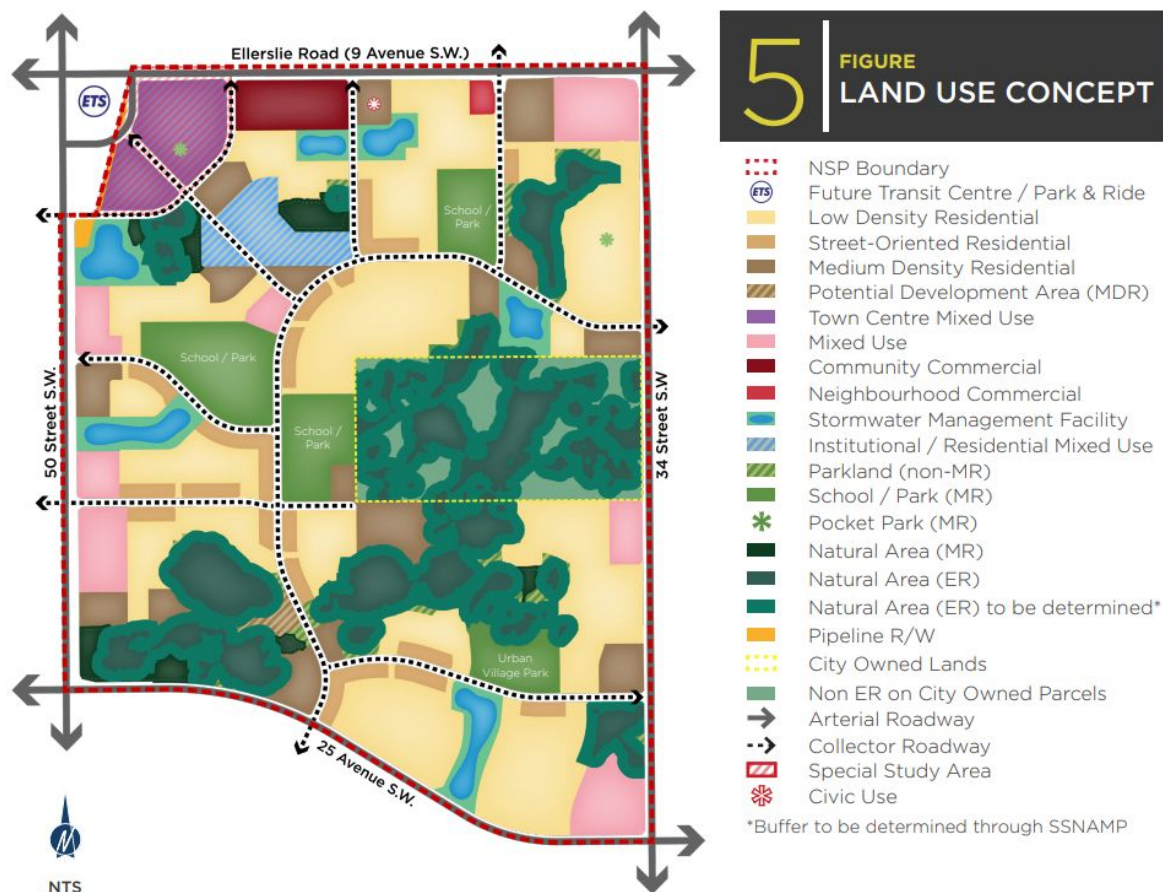 Ellerslie Road (9 Avenue S.W.)
ETS
School /
Park
School / Park
School /
Park
Urban
Village Park
50 Street S.W.
34 Street S.W
25 Avenue S.W.
N
NTS
5
FIGURE
LAND USE CONCEPT
NSP Boundary
ETS
Future Transit Centre / Park & Ride
Low Density Residential
Street-Oriented Residential
Medium Density Residential
Potential Development Area (MDR)
Town Centre Mixed Use
Mixed Use
Community Commercial
Neighbourhood Commercial
Stormwater Management Facility
Institutional / Residential Mixed Use
Parkland (non-MR)
School / Park (MR)
Pocket Park (MR)
Natural Area (MR)
Natural Area (ER)
Natural Area (ER) to be determined*
Pipeline R/W
City Owned Lands
Non ER on City Owned Parcels
Arterial Roadway
Collector Roadway
Special Study Area
Civic Use
*Buffer to be determined through SSNAMP